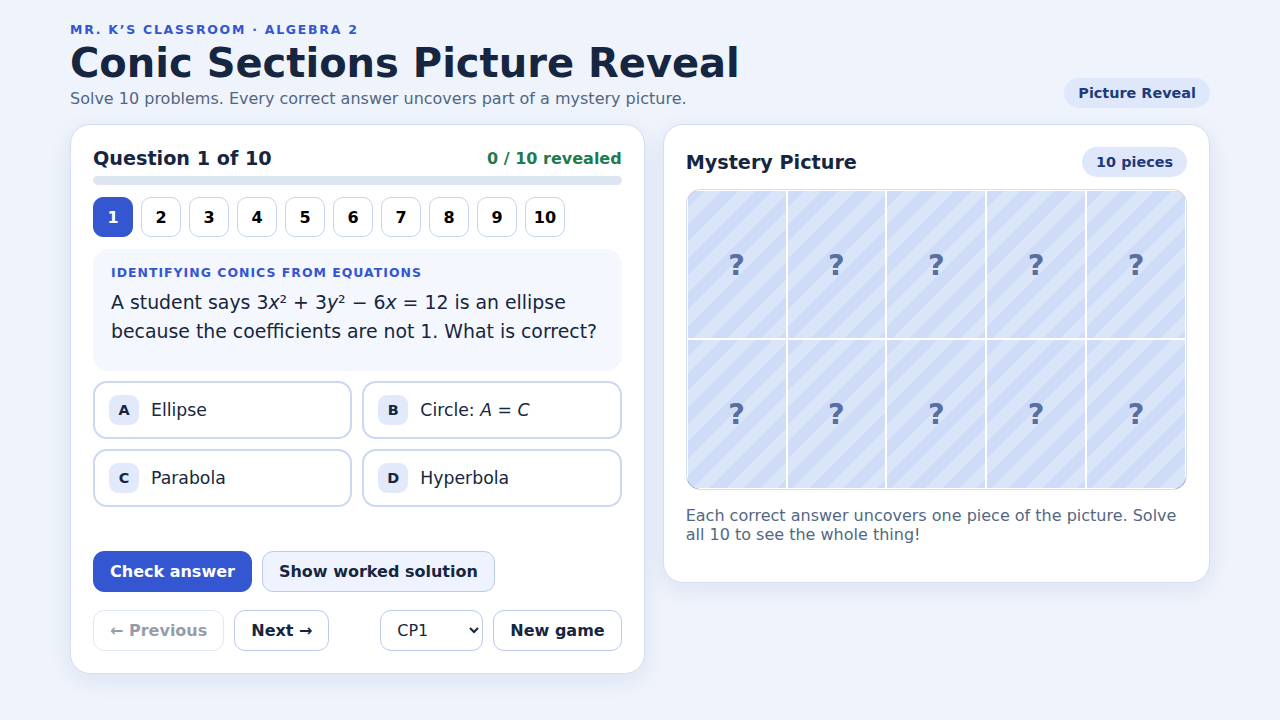 MR. K’S CLASSROOM · ALGEBRA 2
Conic Sections Picture Reveal
Solve 10 problems. Every correct answer uncovers part of a mystery picture.
Picture Reveal
Question 1 of 10
0 / 10 revealed
1 2 3 4 5 6 7 8 9 10
IDENTIFYING CONICS FROM EQUATIONS
A student says 3x² + 3y² − 6x = 12 is an ellipse
because the coefficients are not 1. What is correct?
A Ellipse
B Circle: A = C
C Parabola
D Hyperbola
Check answer
Show worked solution
← Previous
Next →
CP1
New game
Mystery Picture
10 pieces
? ? ? ? ?
? ? ? ? ?
Each correct answer uncovers one piece of the picture. Solve
all 10 to see the whole thing!